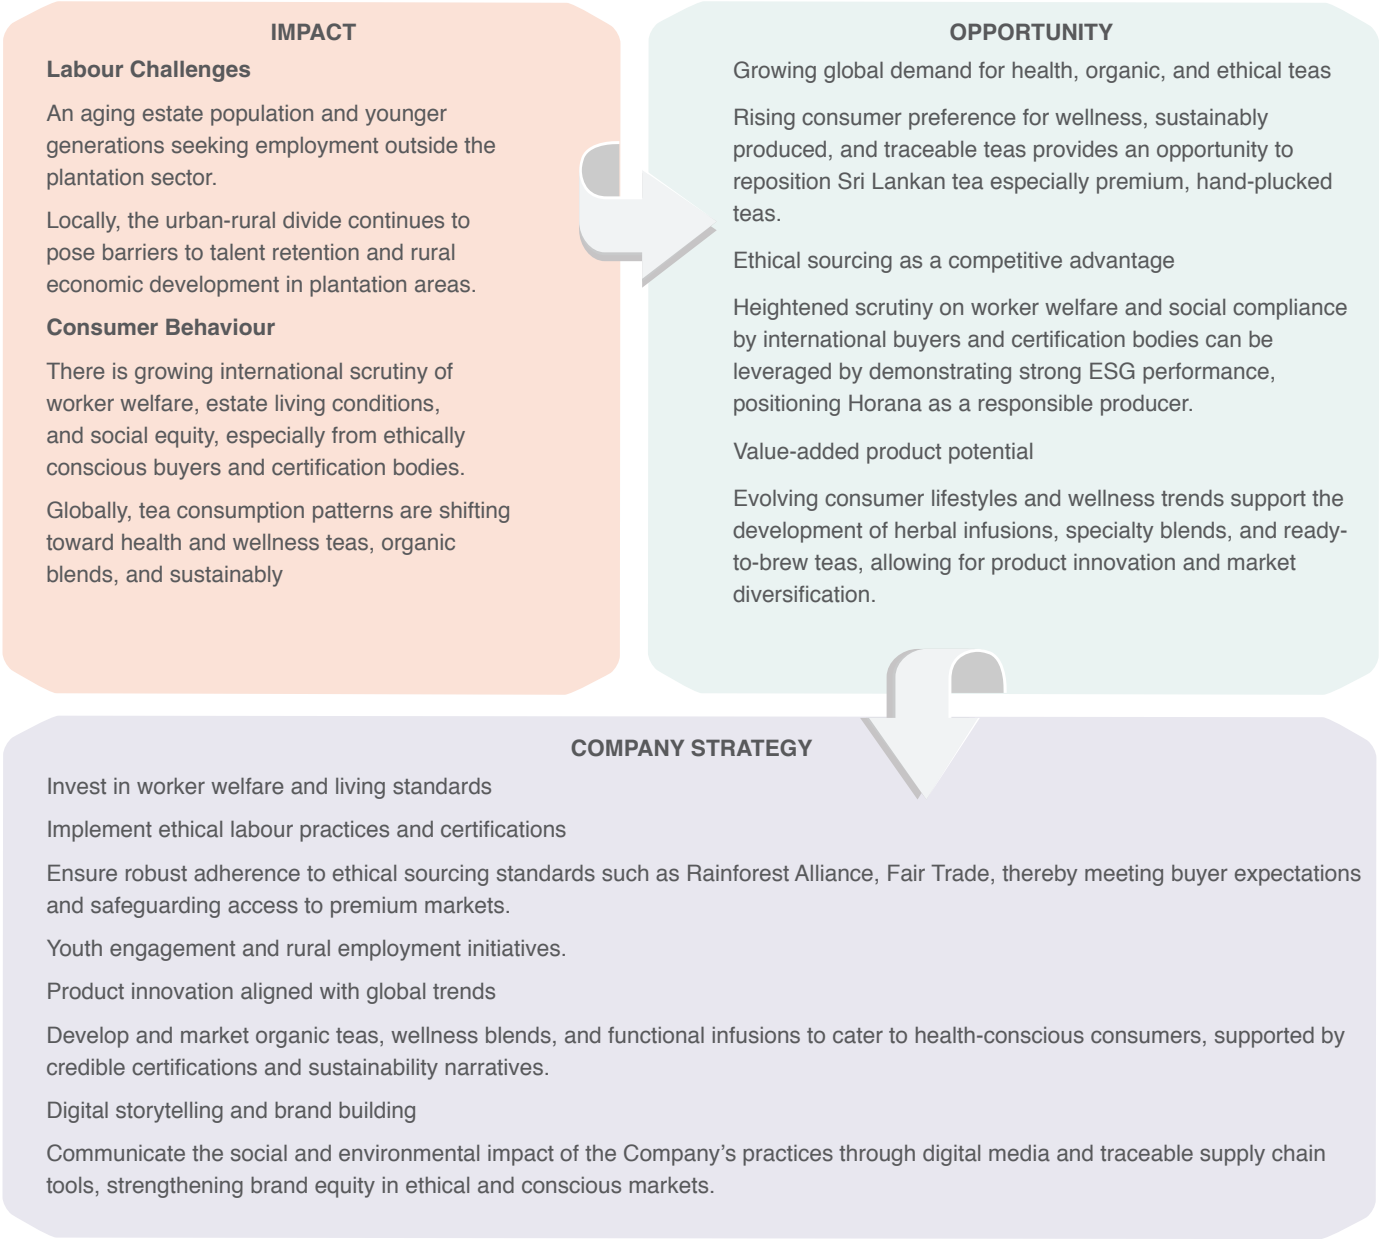 IMPACT
Labour Challenges
An aging estate population and younger
generations seeking employment outside the
plantation sector.
Locally, the urban-rural divide continues to
pose barriers to talent retention and rural
economic development in plantation areas.
Consumer Behaviour
There is growing international scrutiny of
worker welfare, estate living conditions,
and social equity, especially from ethically
conscious buyers and certification bodies.
Globally, tea consumption patterns are shifting
toward health and wellness teas, organic
blends, and sustainably
OPPORTUNITY
Growing global demand for health, organic, and ethical teas
Rising consumer preference for wellness, sustainably
produced, and traceable teas provides an opportunity to
reposition Sri Lankan tea especially premium, hand-plucked
teas.
Ethical sourcing as a competitive advantage
Heightened scrutiny on worker welfare and social compliance
by international buyers and certification bodies can be
leveraged by demonstrating strong ESG performance,
positioning Horana as a responsible producer.
Value-added product potential
Evolving consumer lifestyles and wellness trends support the
development of herbal infusions, specialty blends, and ready-
to-brew teas, allowing for product innovation and market
diversification.
COMPANY STRATEGY
Invest in worker welfare and living standards
Implement ethical labour practices and certifications
Ensure robust adherence to ethical sourcing standards such as Rainforest Alliance, Fair Trade, thereby meeting buyer expectations
and safeguarding access to premium markets.
Youth engagement and rural employment initiatives.
Product innovation aligned with global trends
Develop and market organic teas, wellness blends, and functional infusions to cater to health-conscious consumers, supported by
credible certifications and sustainability narratives.
Digital storytelling and brand building
Communicate the social and environmental impact of the Company's practices through digital media and traceable supply chain
tools, strengthening brand equity in ethical and conscious markets.